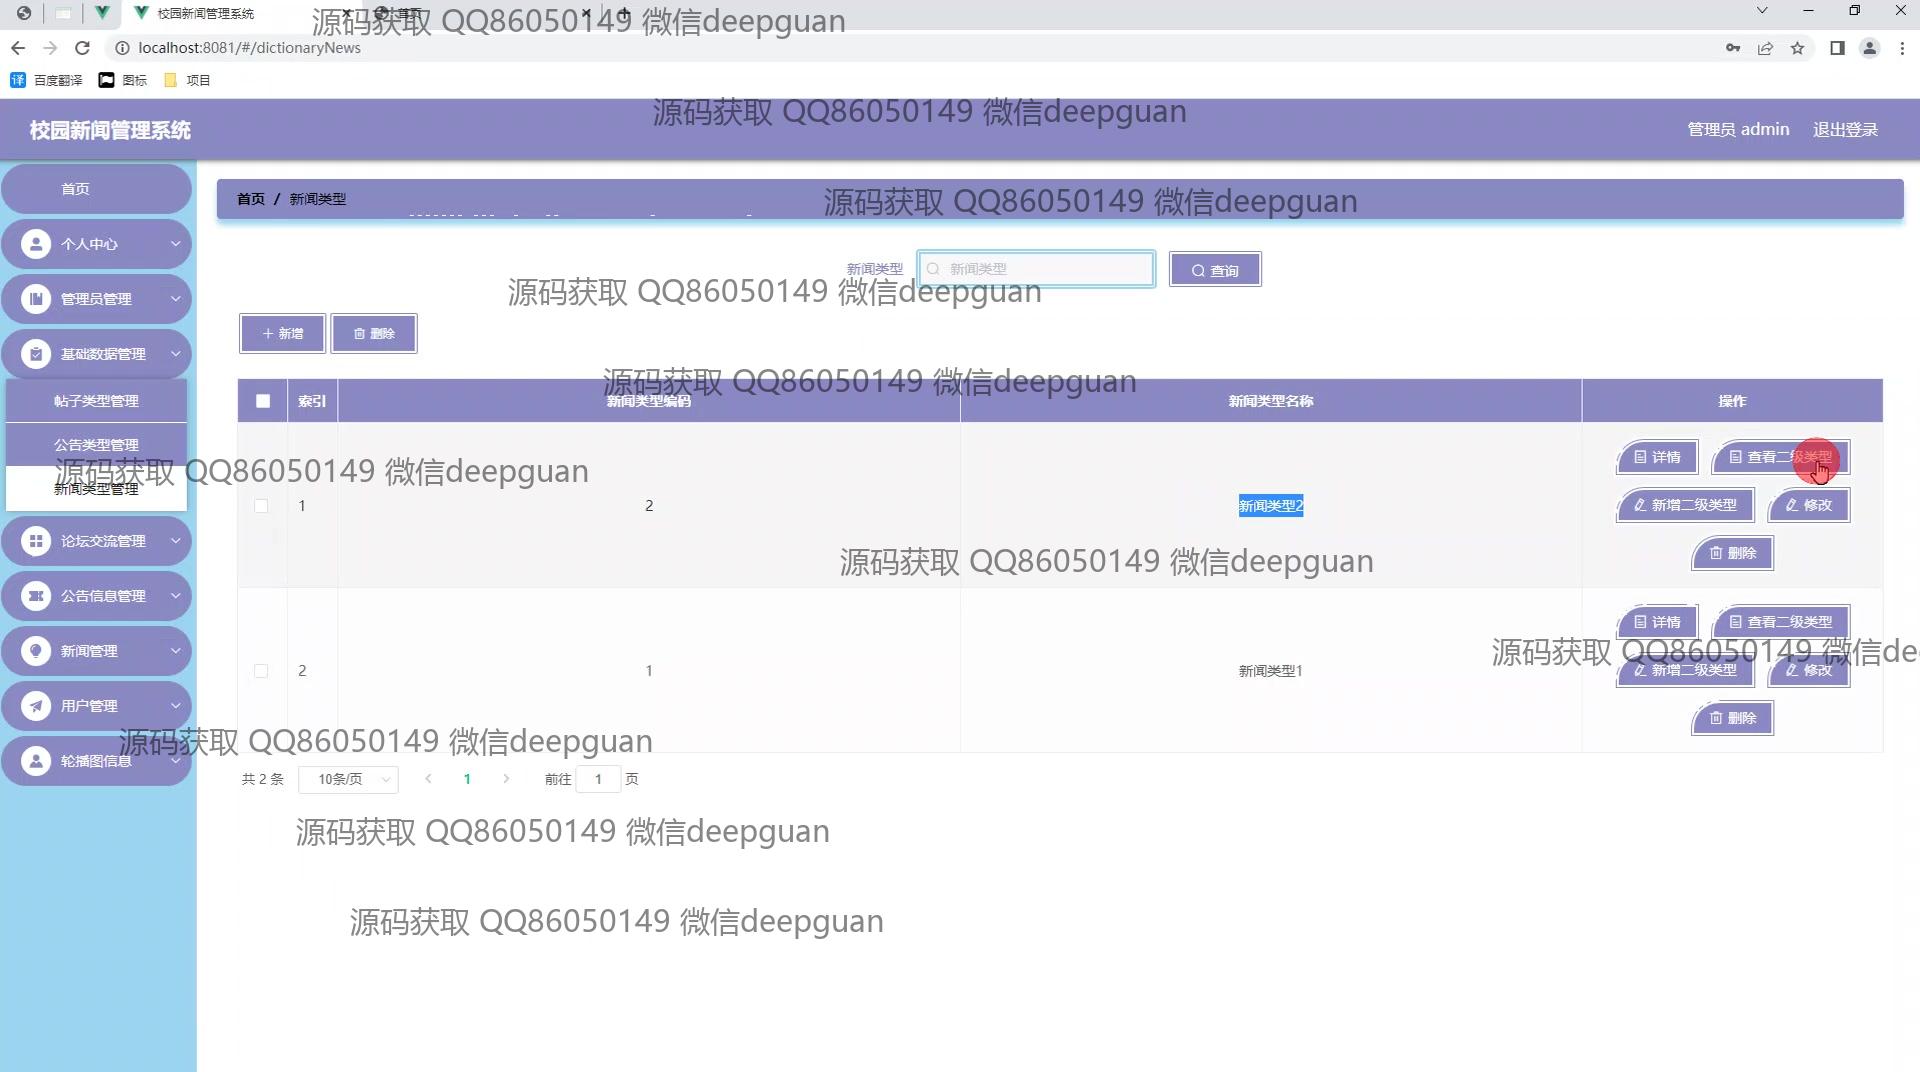 校园新闻管理系统
首页
源码获取 QQ86050149 微信deepguan
localhost:8081/#/dictionaryNews
译 百度翻译 图标 项目
源码获取 QQ86050149 微信deepguan
校园新闻管理系统
管理员 admin 退出登录
首页
首页 / 新闻类型
源码获取 QQ86050149 微信deepguan
个人中心
新闻类型 新闻类型 查询
源码获取 QQ86050149 微信deepguan
管理员管理
新增 删除
基础数据管理
源码获取 QQ86050149 微信deepguan
帖子类型管理
索引 新闻类型编码 新闻类型名称 操作
公告类型管理
详情 查看二级类型
源码获取 QQ86050149 微信deepguan
新闻类型管理
1 2 新闻类型2 新增二级类型 修改
论坛交流管理
删除
源码获取 QQ86050149 微信deepguan
公告信息管理
详情 查看二级类型
新闻管理
源码获取 QQ86050149 微信de
2 1 新闻类型1 新增二级类型 修改
用户管理
删除
源码获取 QQ86050149 微信deepguan
轮播图信息
共 2 条 10条/页 1 前往 1 页
源码获取 QQ86050149 微信deepguan
源码获取 QQ86050149 微信deepguan